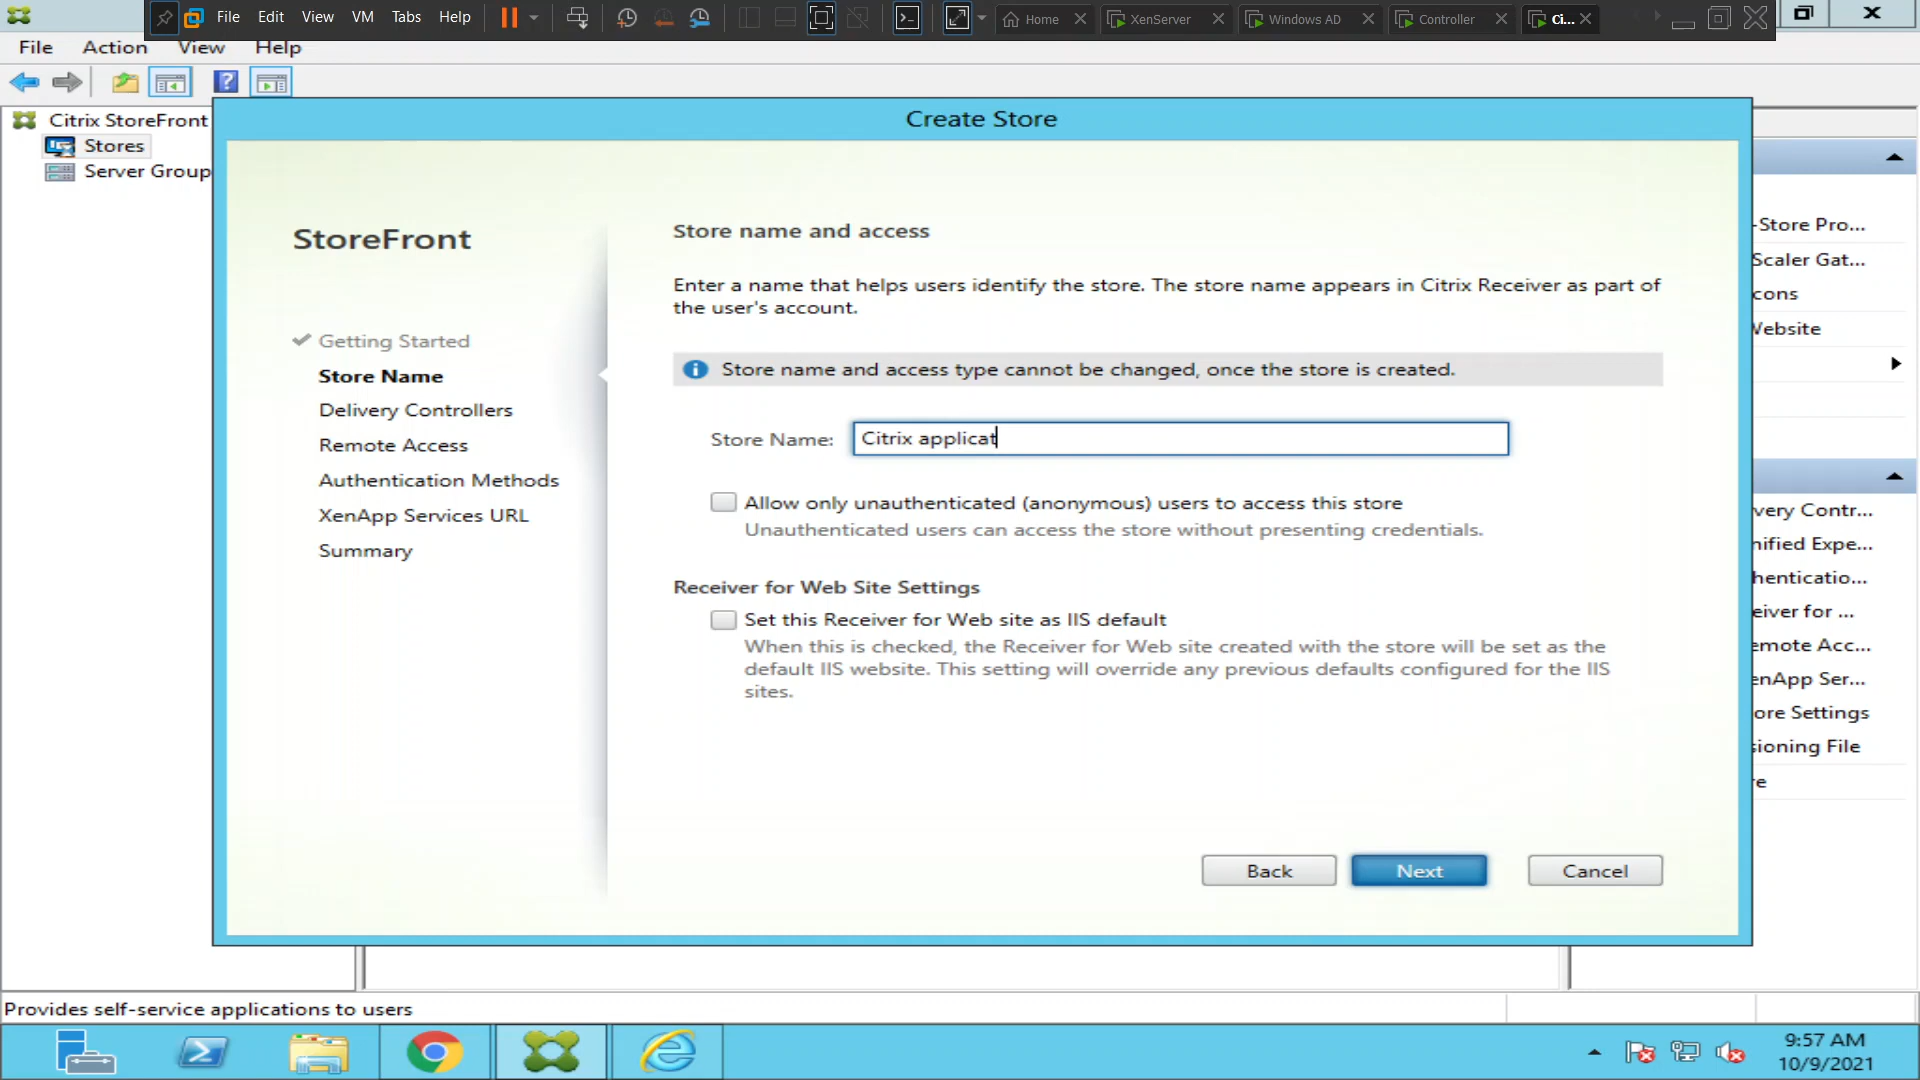 File Edit View VM Tabs Help Home XenServer Windows AD Controller Ci...
File Action View Help
Create Store
Citrix StoreFront
Stores
Server Group
StoreFront
Getting Started
Store Name
Delivery Controllers
Remote Access
Authentication Methods
XenApp Services URL
Summary
Store name and access
Enter a name that helps users identify the store. The store name appears in Citrix Receiver as part of
the user's account.
Store name and access type cannot be changed, once the store is created.
Store Name: Citrix applicat
Allow only unauthenticated (anonymous) users to access this store
Unauthenticated users can access the store without presenting credentials.
Receiver for Web Site Settings
Set this Receiver for Web site as IIS default
When this is checked, the Receiver for Web site created with the store will be set as the
default IIS website. This setting will override any previous defaults configured for the IIS
sites.
Back Next Cancel
-Store Pro...
Scaler Gat...
cons
Website
very Contr...
nified Expe...
henticatio...
eiver for ...
emote Acc...
enApp Ser...
ore Settings
sioning File
re
Provides self-service applications to users
9:57 AM
10/9/2021